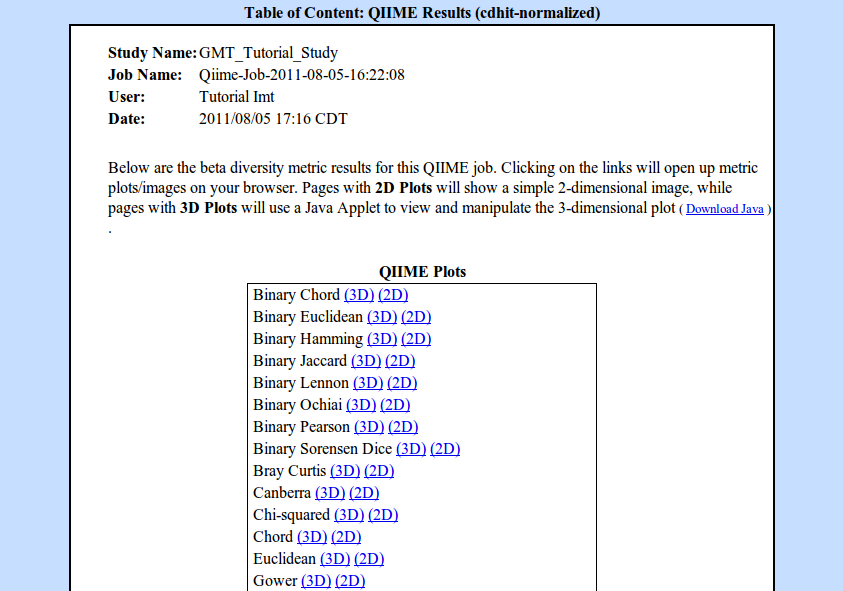 Table of Content: QIIME Results (cdhit-normalized)
Study Name: GMT_Tutorial_Study
Job Name: Qiime-Job-2011-08-05-16:22:08
User: Tutorial Imt
Date: 2011/08/05 17:16 CDT
Below are the beta diversity metric results for this QIIME job. Clicking on the links will open up metric
plots/images on your browser. Pages with 2D Plots will show a simple 2-dimensional image, while
pages with 3D Plots will use a Java Applet to view and manipulate the 3-dimensional plot ( Download Java )
.
QIIME Plots
Binary Chord (3D) (2D)
Binary Euclidean (3D) (2D)
Binary Hamming (3D) (2D)
Binary Jaccard (3D) (2D)
Binary Lennon (3D) (2D)
Binary Ochiai (3D) (2D)
Binary Pearson (3D) (2D)
Binary Sorensen Dice (3D) (2D)
Bray Curtis (3D) (2D)
Canberra (3D) (2D)
Chi-squared (3D) (2D)
Chord (3D) (2D)
Euclidean (3D) (2D)
Gower (3D) (2D)